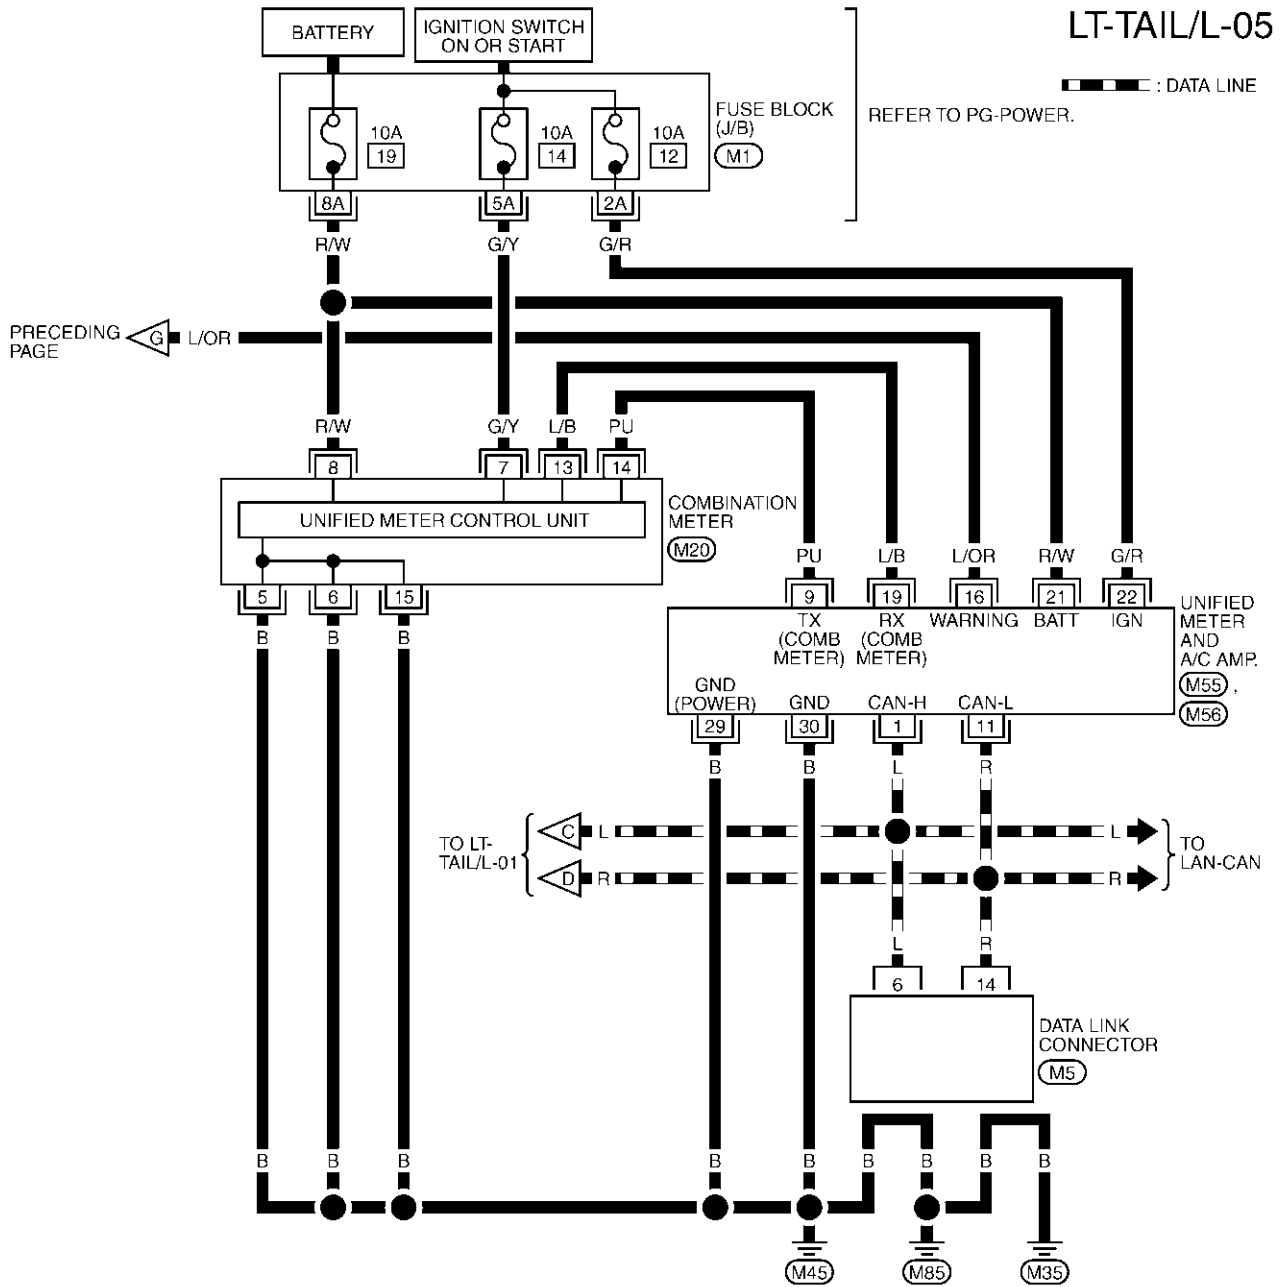 LT-TAIL/L-05
BATTERY
IGNITION SWITCH
ON OR START
: DATA LINE
FUSE BLOCK
(J/B)
M1
REFER TO PG-POWER.
10A
19
10A
14
10A
12
8A
5A
2A
R/W
G/Y
G/R
PRECEDING
PAGE
G
L/OR
R/W
G/Y
L/B
PU
8
7
13
14
COMBINATION
METER
M20
UNIFIED METER CONTROL UNIT
5
6
15
B
B
B
PU
L/B
L/OR
R/W
G/R
9
19
16
21
22
TX
(COMB
METER)
RX
(COMB
METER)
WARNING
BATT
IGN
UNIFIED
METER
AND
A/C AMP.
M55 ,
M56
GND
(POWER)
GND
CAN-H
CAN-L
29
30
1
11
B
B
L
R
TO LT-
TAIL/L-01
C
L
L
D
R
R
TO
LAN-CAN
L
R
6
14
DATA LINK
CONNECTOR
M5
B
B
B
B
B
B
B
B
B
M45
M85
M35